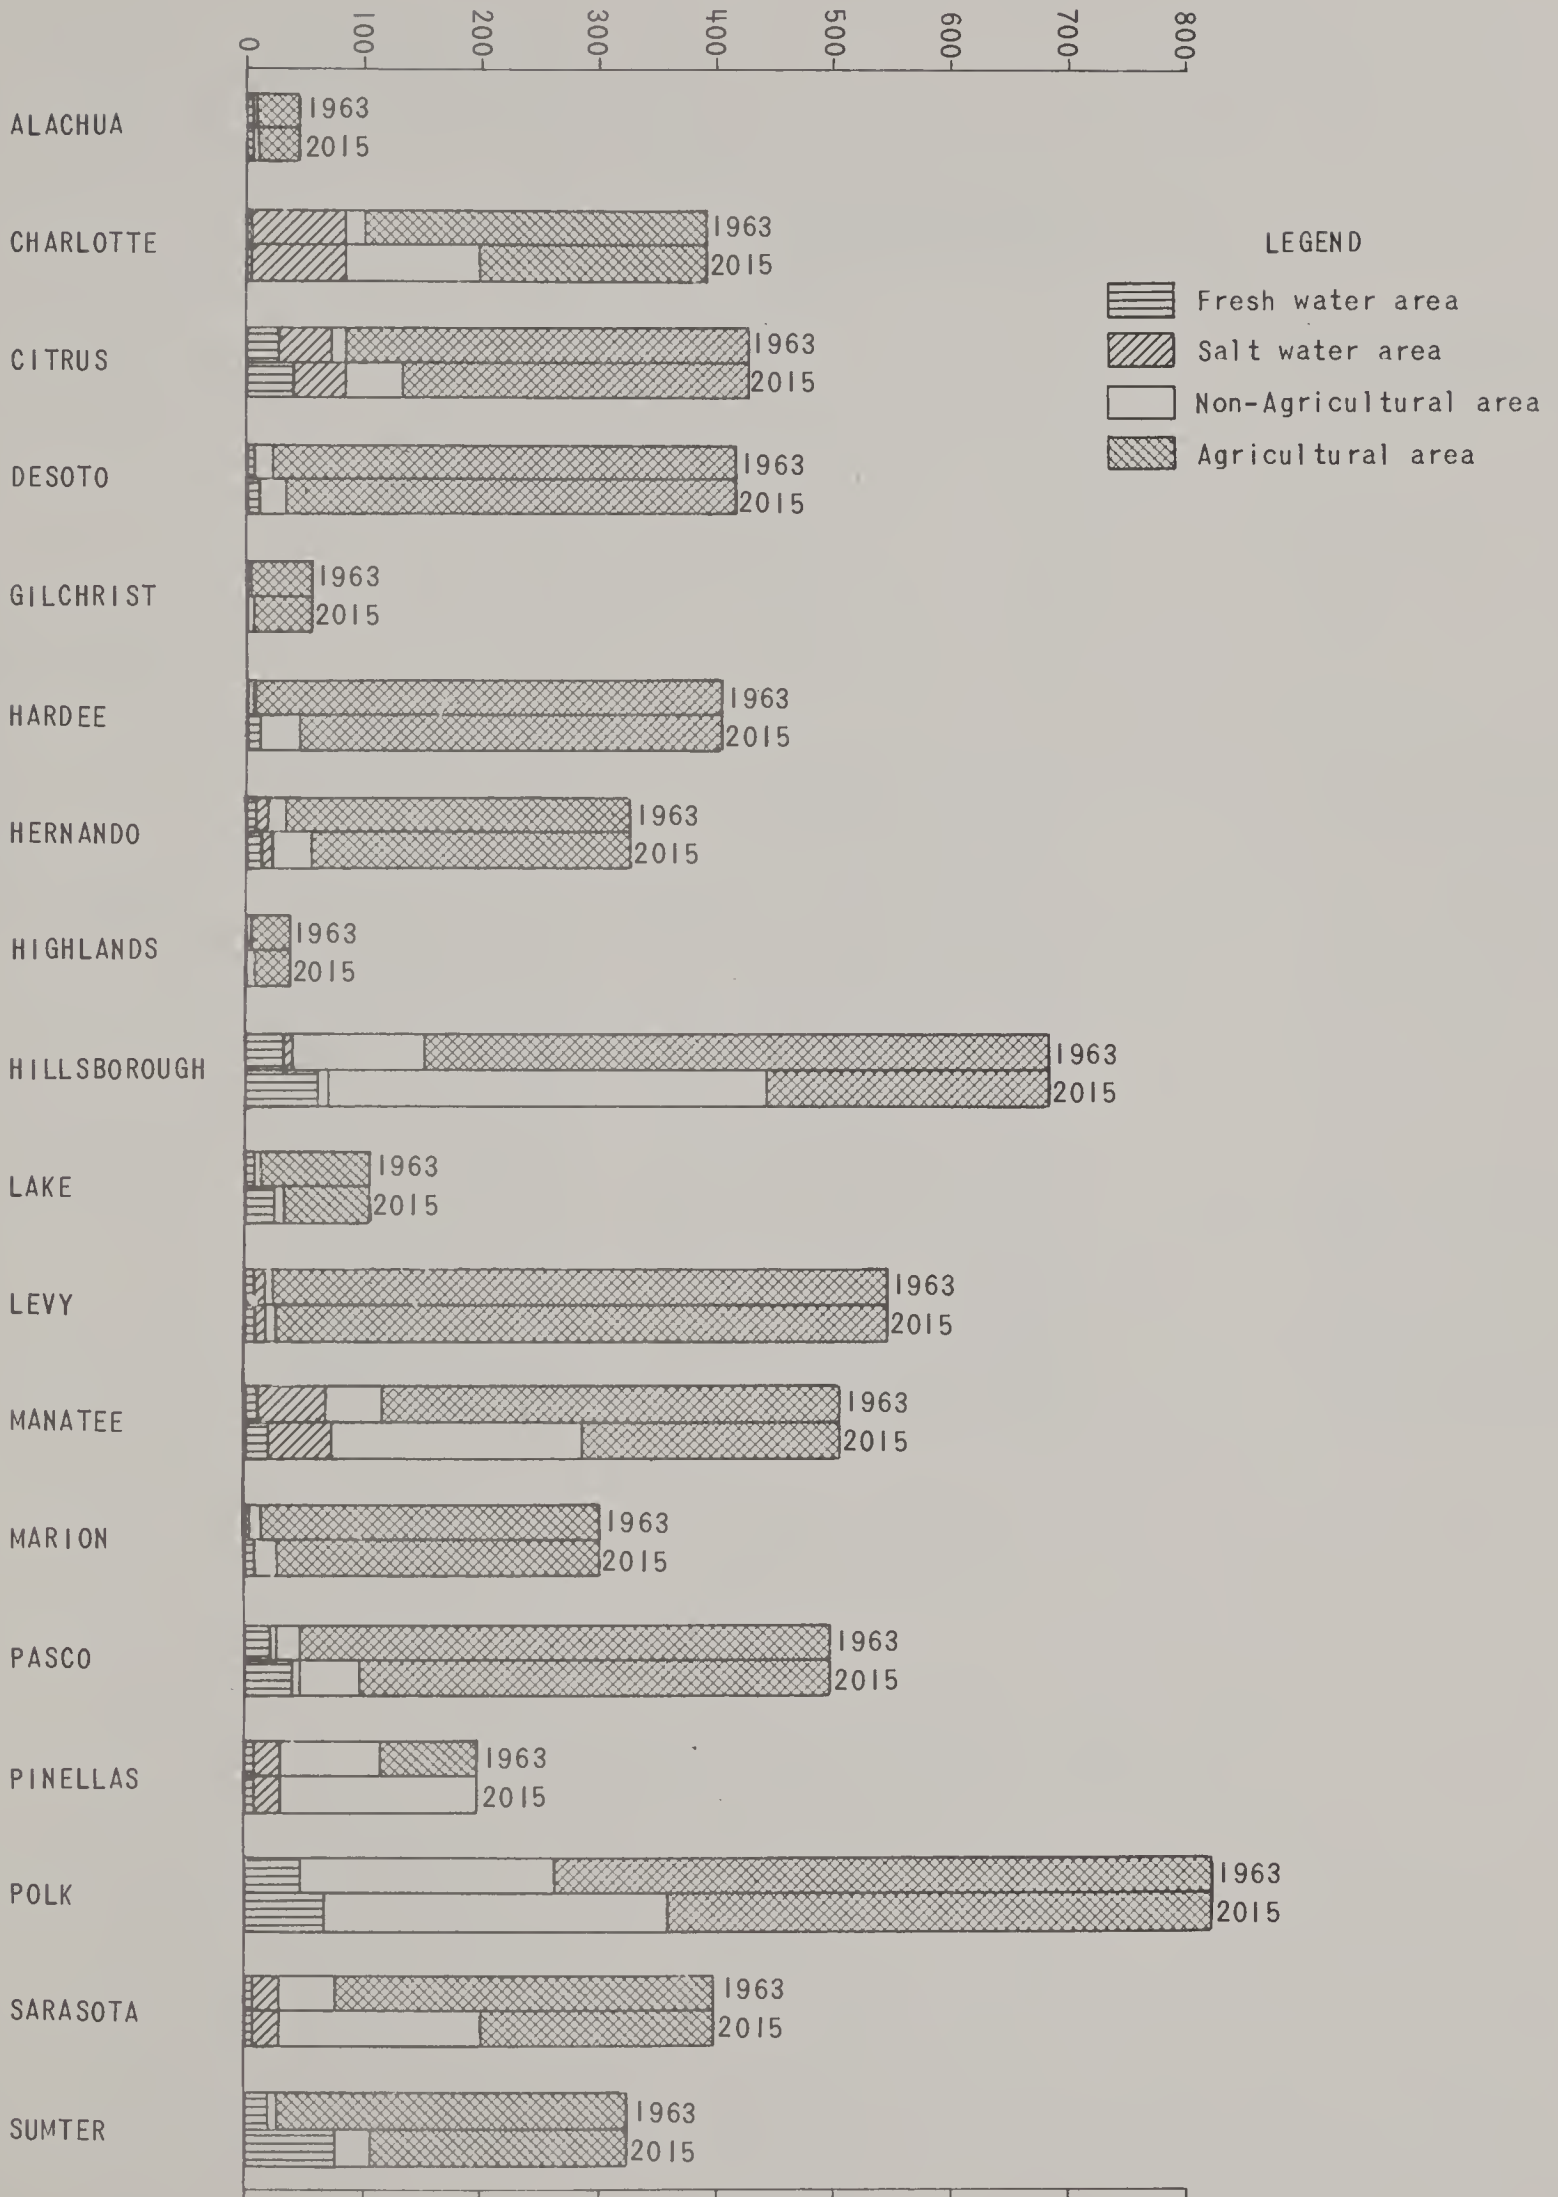 0 100 200 300 400 500 600 700 800
ALACHUA
1963
2015
CHARLOTTE
1963
2015
LEGEND
Fresh water area
Salt water area
Non-Agricultural area
Agricultural area
CITRUS
1963
2015
DESOTO
1963
2015
GILCHRIST
1963
2015
HARDEE
1963
2015
HERNANDO
1963
2015
HIGHLANDS
1963
2015
HILLSBOROUGH
1963
2015
LAKE
1963
2015
LEVY
1963
2015
MANATEE
1963
2015
MARION
1963
2015
PASCO
1963
2015
PINELLAS
1963
2015
POLK
1963
2015
SARASOTA
1963
2015
SUMTER
1963
2015